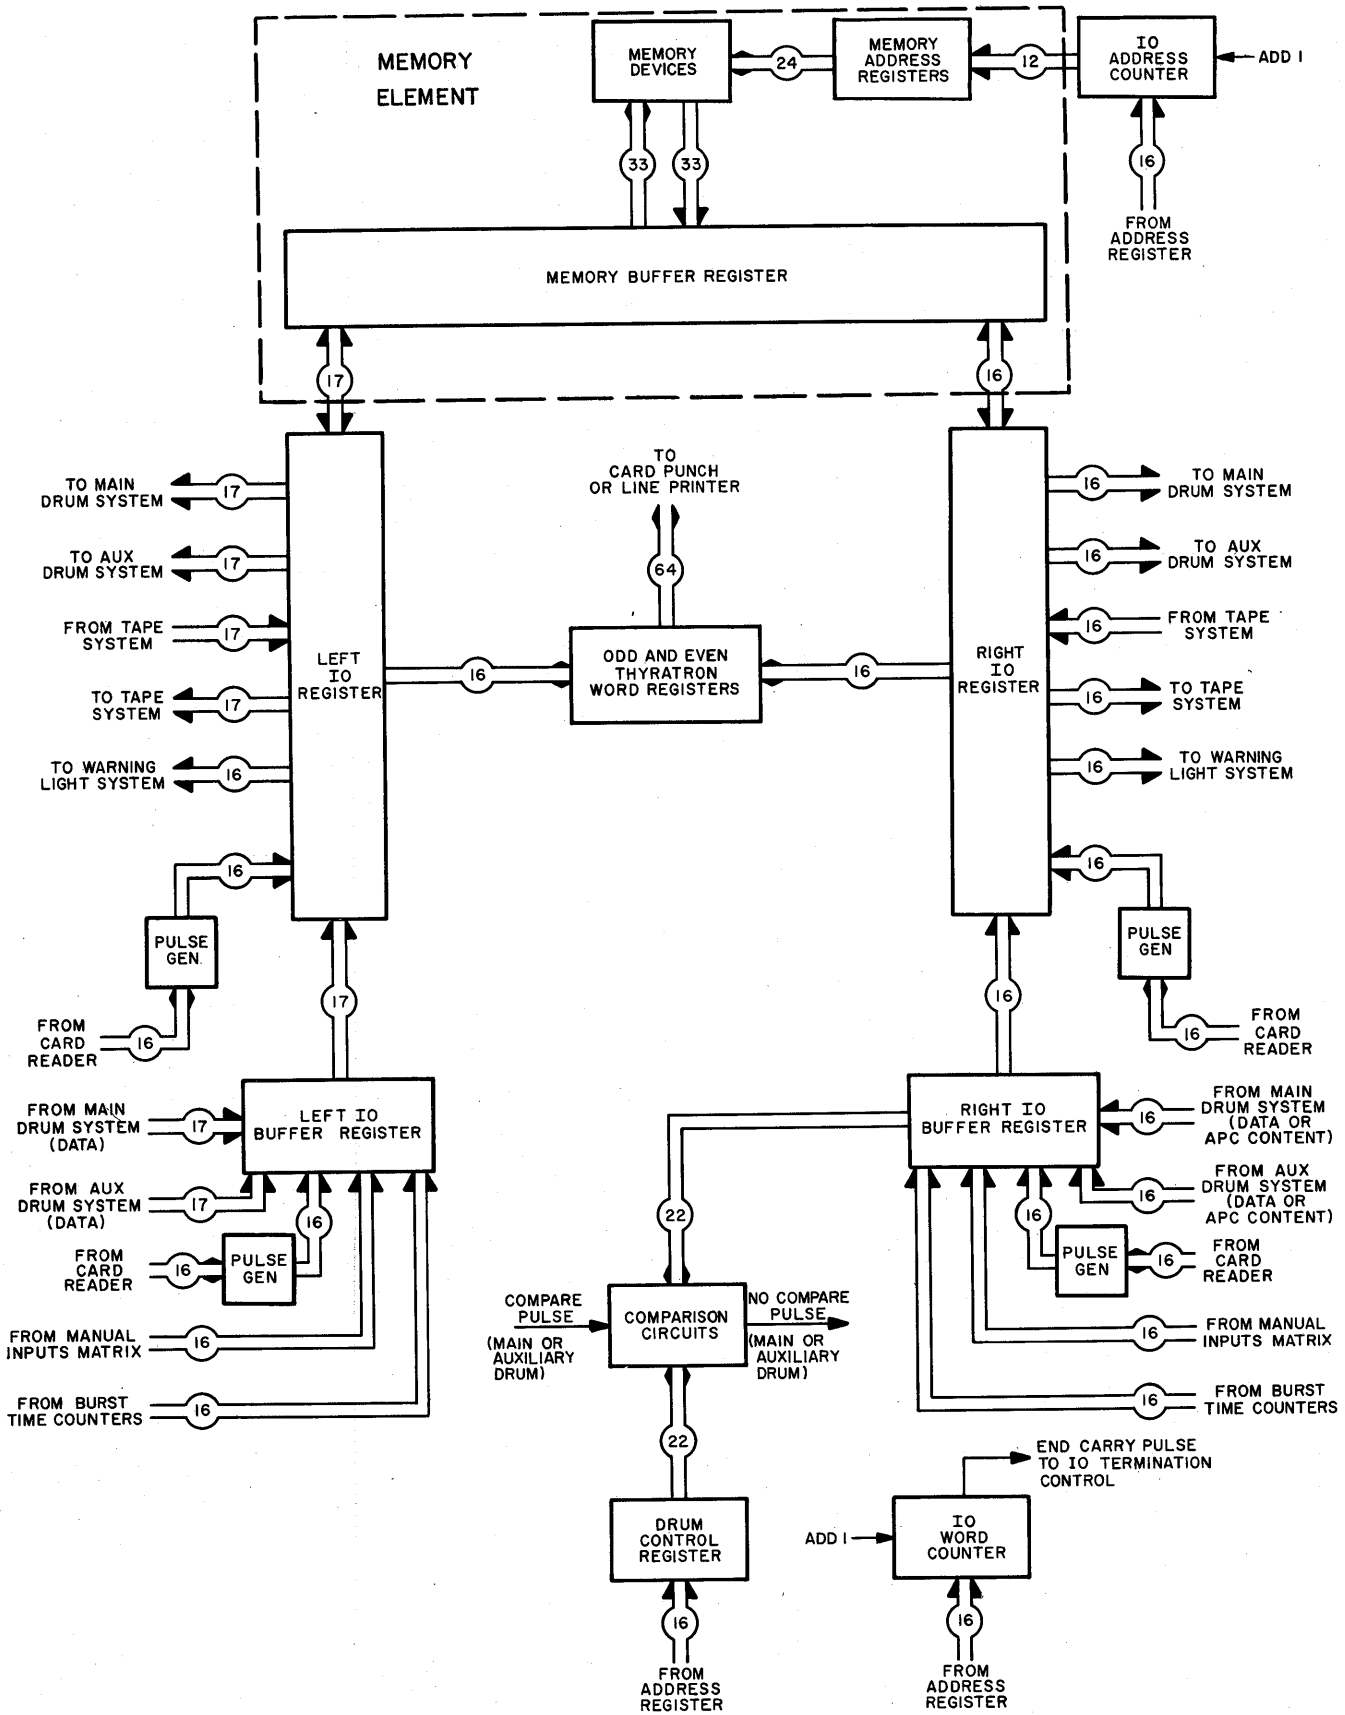 MEMORY
ELEMENT
MEMORY
DEVICES
24
MEMORY
ADDRESS
REGISTERS
12
IO
ADDRESS
COUNTER
ADD 1
33
33
16
FROM
ADDRESS
REGISTER
MEMORY BUFFER REGISTER
17
16
TO MAIN
DRUM SYSTEM
17
TO AUX
DRUM SYSTEM
17
FROM TAPE
SYSTEM
17
TO TAPE
SYSTEM
17
TO WARNING
LIGHT SYSTEM
16
16
PULSE
GEN.
FROM
CARD
READER
16
LEFT
IO
REGISTER
16
TO
CARD PUNCH
OR LINE PRINTER
64
ODD AND EVEN
THYRATRON
WORD REGISTERS
16
RIGHT
IO
REGISTER
16
TO MAIN
DRUM SYSTEM
16
TO AUX
DRUM SYSTEM
16
FROM TAPE
SYSTEM
16
TO TAPE
SYSTEM
16
TO WARNING
LIGHT SYSTEM
16
PULSE
GEN
16
FROM
CARD
READER
17
16
LEFT IO
BUFFER REGISTER
FROM MAIN
DRUM SYSTEM
(DATA)
17
FROM AUX
DRUM SYSTEM
(DATA)
17
16
FROM
CARD
READER
16
PULSE
GEN
FROM MANUAL
INPUTS MATRIX
16
FROM BURST
TIME COUNTERS
16
RIGHT IO
BUFFER REGISTER
16
FROM MAIN
DRUM SYSTEM
(DATA OR
APC CONTENT)
16
FROM AUX
DRUM SYSTEM
(DATA OR
APC CONTENT)
16
PULSE
GEN
16
FROM
CARD
READER
16
FROM MANUAL
INPUTS MATRIX
16
FROM BURST
TIME COUNTERS
22
COMPARE
PULSE
(MAIN OR
AUXILIARY
DRUM)
COMPARISON
CIRCUITS
NO COMPARE
PULSE
(MAIN OR
AUXILIARY
DRUM)
22
DRUM
CONTROL
REGISTER
16
FROM
ADDRESS
REGISTER
END CARRY PULSE
TO IO TERMINATION
CONTROL
ADD 1
IO
WORD
COUNTER
16
FROM
ADDRESS
REGISTER